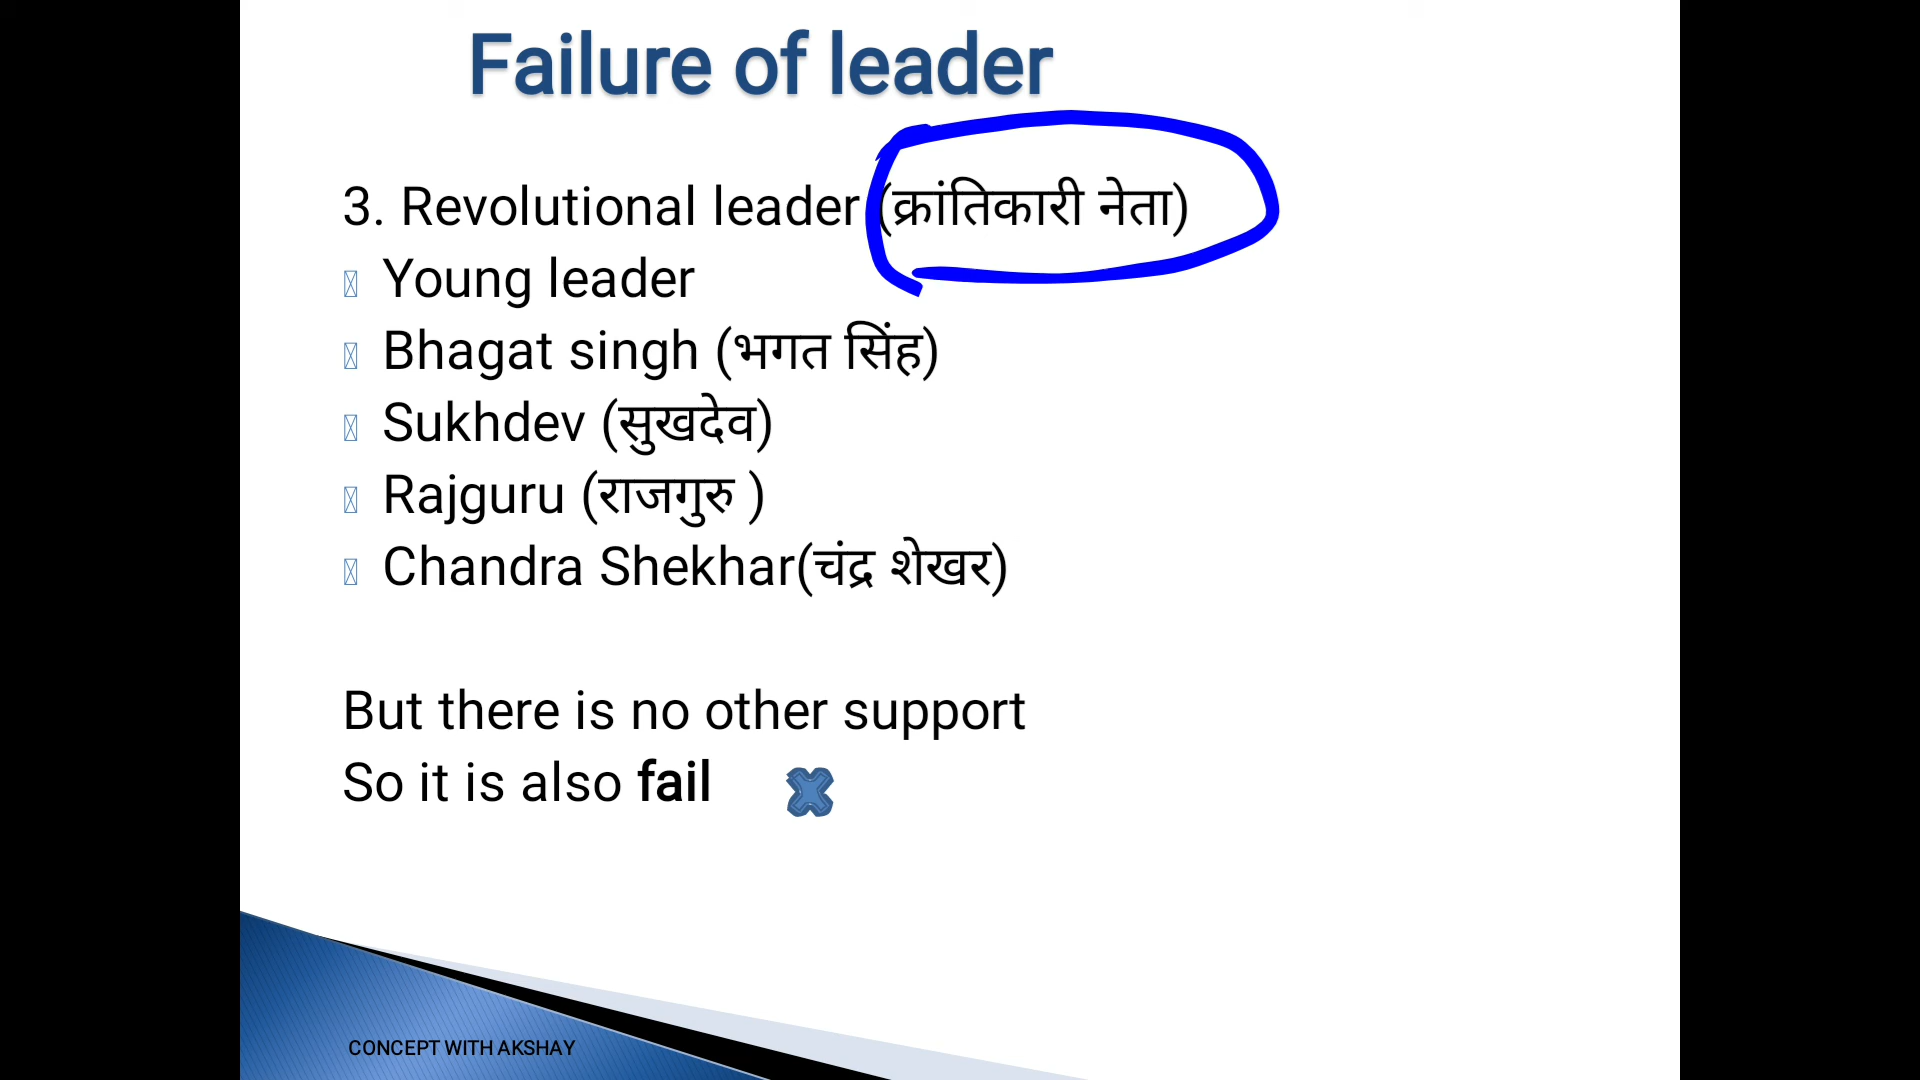 Failure of leader
3. Revolutional leader (क्रांतिकारी नेता)
Young leader
Bhagat singh (भगत सिंह)
Sukhdev (सुखदेव)
Rajguru (राजगुरु )
Chandra Shekhar(चंद्र शेखर)
But there is no other support
So it is also fail
CONCEPT WITH AKSHAY